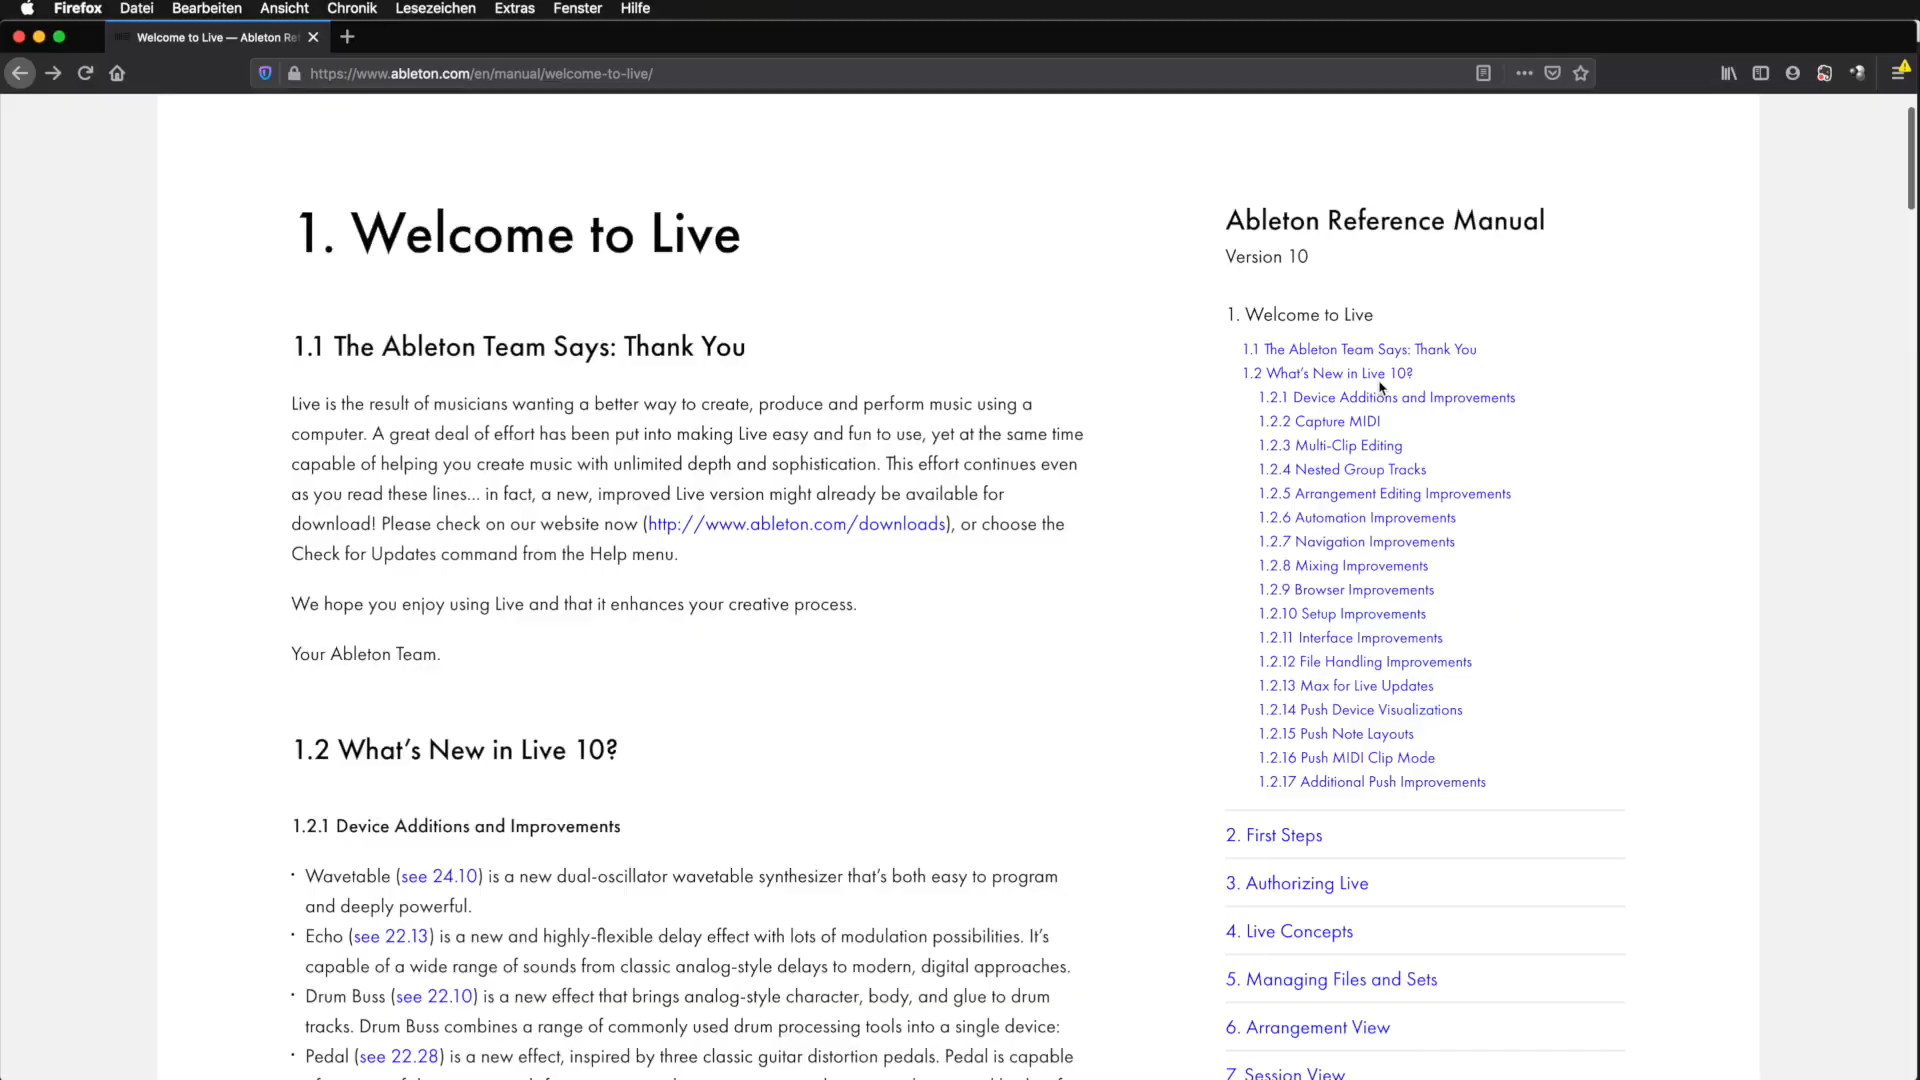 Firefox Datei Bearbeiten Ansicht Chronik Lesezeichen Extras Fenster Hilfe
Welcome to Live — Ableton Re
https://www.ableton.com/en/manual/welcome-to-live/
1. Welcome to Live
1.1 The Ableton Team Says: Thank You
Live is the result of musicians wanting a better way to create, produce and perform music using a
computer. A great deal of effort has been put into making Live easy and fun to use, yet at the same time
capable of helping you create music with unlimited depth and sophistication. This effort continues even
as you read these lines... in fact, a new, improved Live version might already be available for
download! Please check on our website now (http://www.ableton.com/downloads), or choose the
Check for Updates command from the Help menu.
We hope you enjoy using Live and that it enhances your creative process.
Your Ableton Team.
1.2 What's New in Live 10?
1.2.1 Device Additions and Improvements
· Wavetable (see 24.10) is a new dual-oscillator wavetable synthesizer that's both easy to program
and deeply powerful.
· Echo (see 22.13) is a new and highly-flexible delay effect with lots of modulation possibilities. It's
capable of a wide range of sounds from classic analog-style delays to modern, digital approaches.
· Drum Buss (see 22.10) is a new effect that brings analog-style character, body, and glue to drum
tracks. Drum Buss combines a range of commonly used drum processing tools into a single device:
· Pedal (see 22.28) is a new effect, inspired by three classic guitar distortion pedals. Pedal is capable
Ableton Reference Manual
Version 10
1. Welcome to Live
1.1 The Ableton Team Says: Thank You
1.2 What's New in Live 10?
1.2.1 Device Additions and Improvements
1.2.2 Capture MIDI
1.2.3 Multi-Clip Editing
1.2.4 Nested Group Tracks
1.2.5 Arrangement Editing Improvements
1.2.6 Automation Improvements
1.2.7 Navigation Improvements
1.2.8 Mixing Improvements
1.2.9 Browser Improvements
1.2.10 Setup Improvements
1.2.11 Interface Improvements
1.2.12 File Handling Improvements
1.2.13 Max for Live Updates
1.2.14 Push Device Visualizations
1.2.15 Push Note Layouts
1.2.16 Push MIDI Clip Mode
1.2.17 Additional Push Improvements
2. First Steps
3. Authorizing Live
4. Live Concepts
5. Managing Files and Sets
6. Arrangement View
7. Session View